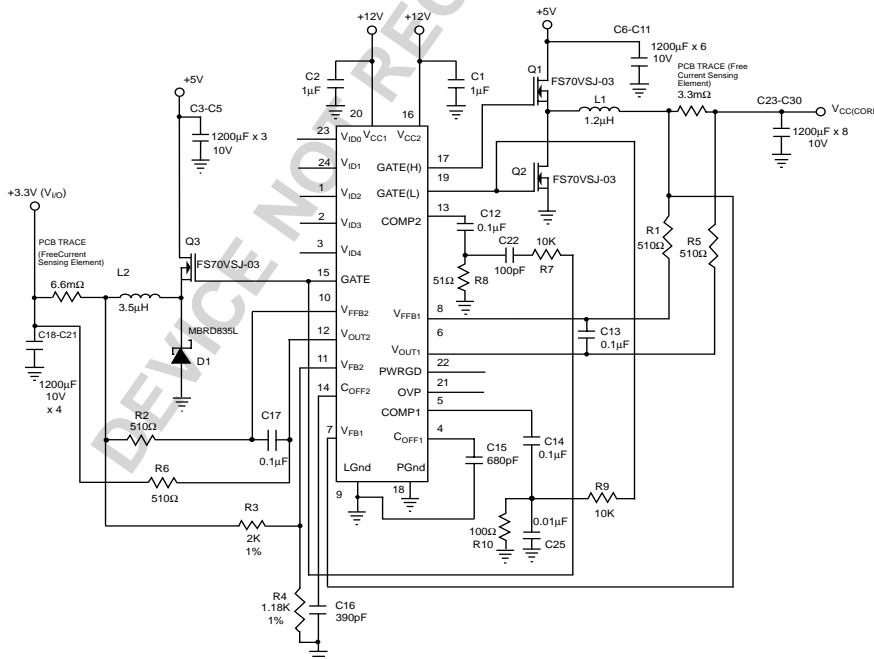 +12V
+12V
+5V
C6-C11
1200µF x 6
10V
C2
1µF
C1
1µF
Q1
FS70VSJ-03
PCB TRACE (Free
Current Sensing
Element)
3.3mΩ
L1
1.2µH
C23-C30
VCC(CORE
1200µF x 8
10V
+5V
C3-C5
1200µF x 3
10V
20
16
23
VID0
VCC1
VCC2
24
VID1
GATE(H)
17
1
VID2
GATE(L)
19
Q2
FS70VSJ-03
2
VID3
COMP2
13
3
VID4
C12
0.1µF
C22
100pF
10K
R7
51Ω
R8
R1
510Ω
R5
510Ω
+3.3V (VI/O)
PCB TRACE
(FreeCurrent
Sensing Element)
6.6mΩ
L2
3.5µH
Q3
FS70VSJ-03
15
GATE
10
VFFB2
VFFB1
8
12
VOUT2
6
VOUT1
C13
0.1µF
11
VFB2
PWRGD
22
14
COFF2
OVP
21
COMP1
5
7
VFB1
COFF1
4
LGnd
PGnd
9
18
MBRD835L
D1
C18-C21
1200µF
10V
x 4
R2
510Ω
C17
0.1µF
R6
510Ω
C15
680pF
C14
0.1µF
R9
10K
R3
2K
1%
100Ω
R10
0.01µF
C25
R4
1.18K
1%
C16
390pF
DEVICE NOT REC